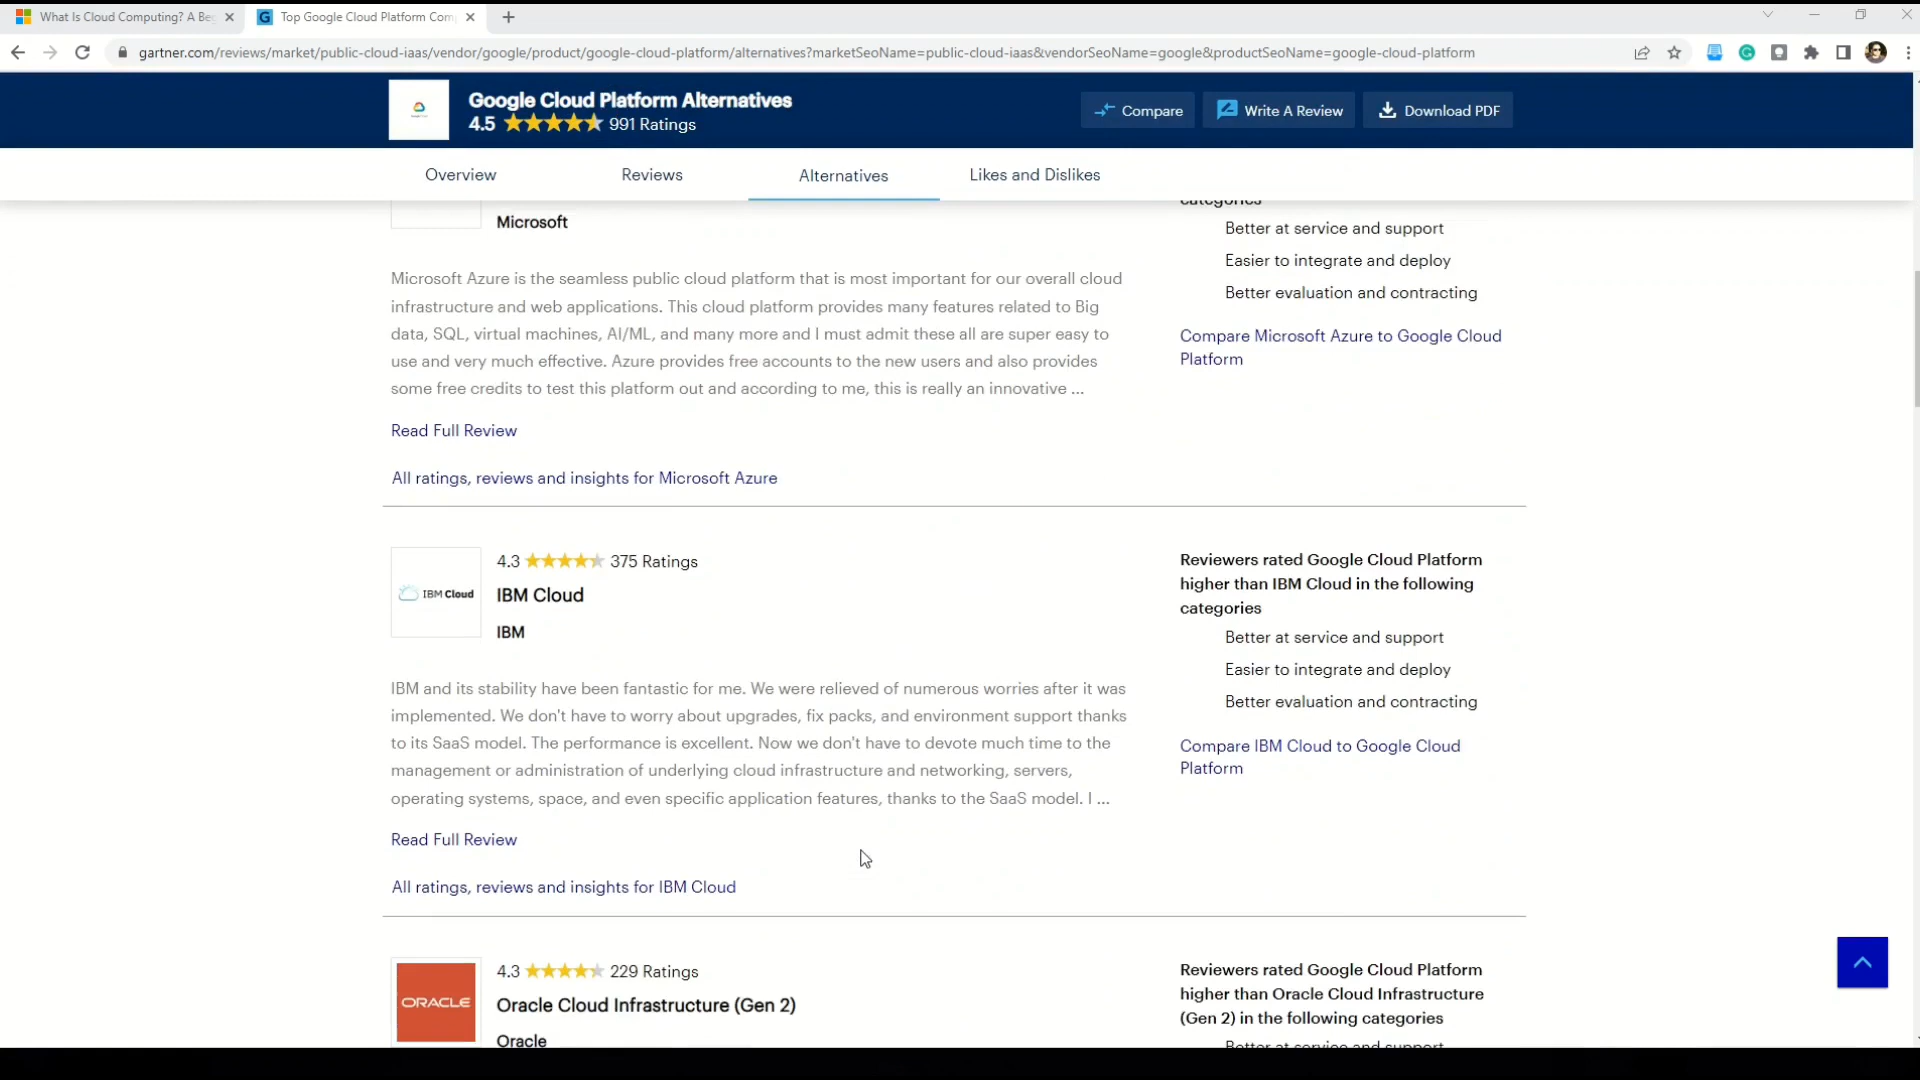 What Is Cloud Computing? A Be
Top Google Cloud Platform Com
gartner.com/reviews/market/public-cloud-iaas/vendor/google/product/google-cloud-platform/alternatives?marketSeoName=public-cloud-iaas&vendorSeoName=google&productSeoName=google-cloud-platform
Google Cloud Platform Alternatives
4.5 991 Ratings
Compare
Write A Review
Download PDF
Overview
Reviews
Alternatives
Likes and Dislikes
Microsoft
Microsoft Azure is the seamless public cloud platform that is most important for our overall cloud
infrastructure and web applications. This cloud platform provides many features related to Big
data, SQL, virtual machines, AI/ML, and many more and I must admit these all are super easy to
use and very much effective. Azure provides free accounts to the new users and also provides
some free credits to test this platform out and according to me, this is really an innovative ...
Read Full Review
All ratings, reviews and insights for Microsoft Azure
categories
Better at service and support
Easier to integrate and deploy
Better evaluation and contracting
Compare Microsoft Azure to Google Cloud
Platform
IBM Cloud
4.3 375 Ratings
IBM Cloud
IBM
IBM and its stability have been fantastic for me. We were relieved of numerous worries after it was
implemented. We don't have to worry about upgrades, fix packs, and environment support thanks
to its SaaS model. The performance is excellent. Now we don't have to devote much time to the
management or administration of underlying cloud infrastructure and networking, servers,
operating systems, space, and even specific application features, thanks to the SaaS model. I ...
Read Full Review
All ratings, reviews and insights for IBM Cloud
Reviewers rated Google Cloud Platform
higher than IBM Cloud in the following
categories
Better at service and support
Easier to integrate and deploy
Better evaluation and contracting
Compare IBM Cloud to Google Cloud
Platform
ORACLE
4.3 229 Ratings
Oracle Cloud Infrastructure (Gen 2)
Oracle
Reviewers rated Google Cloud Platform
higher than Oracle Cloud Infrastructure
(Gen 2) in the following categories
Better at service and support